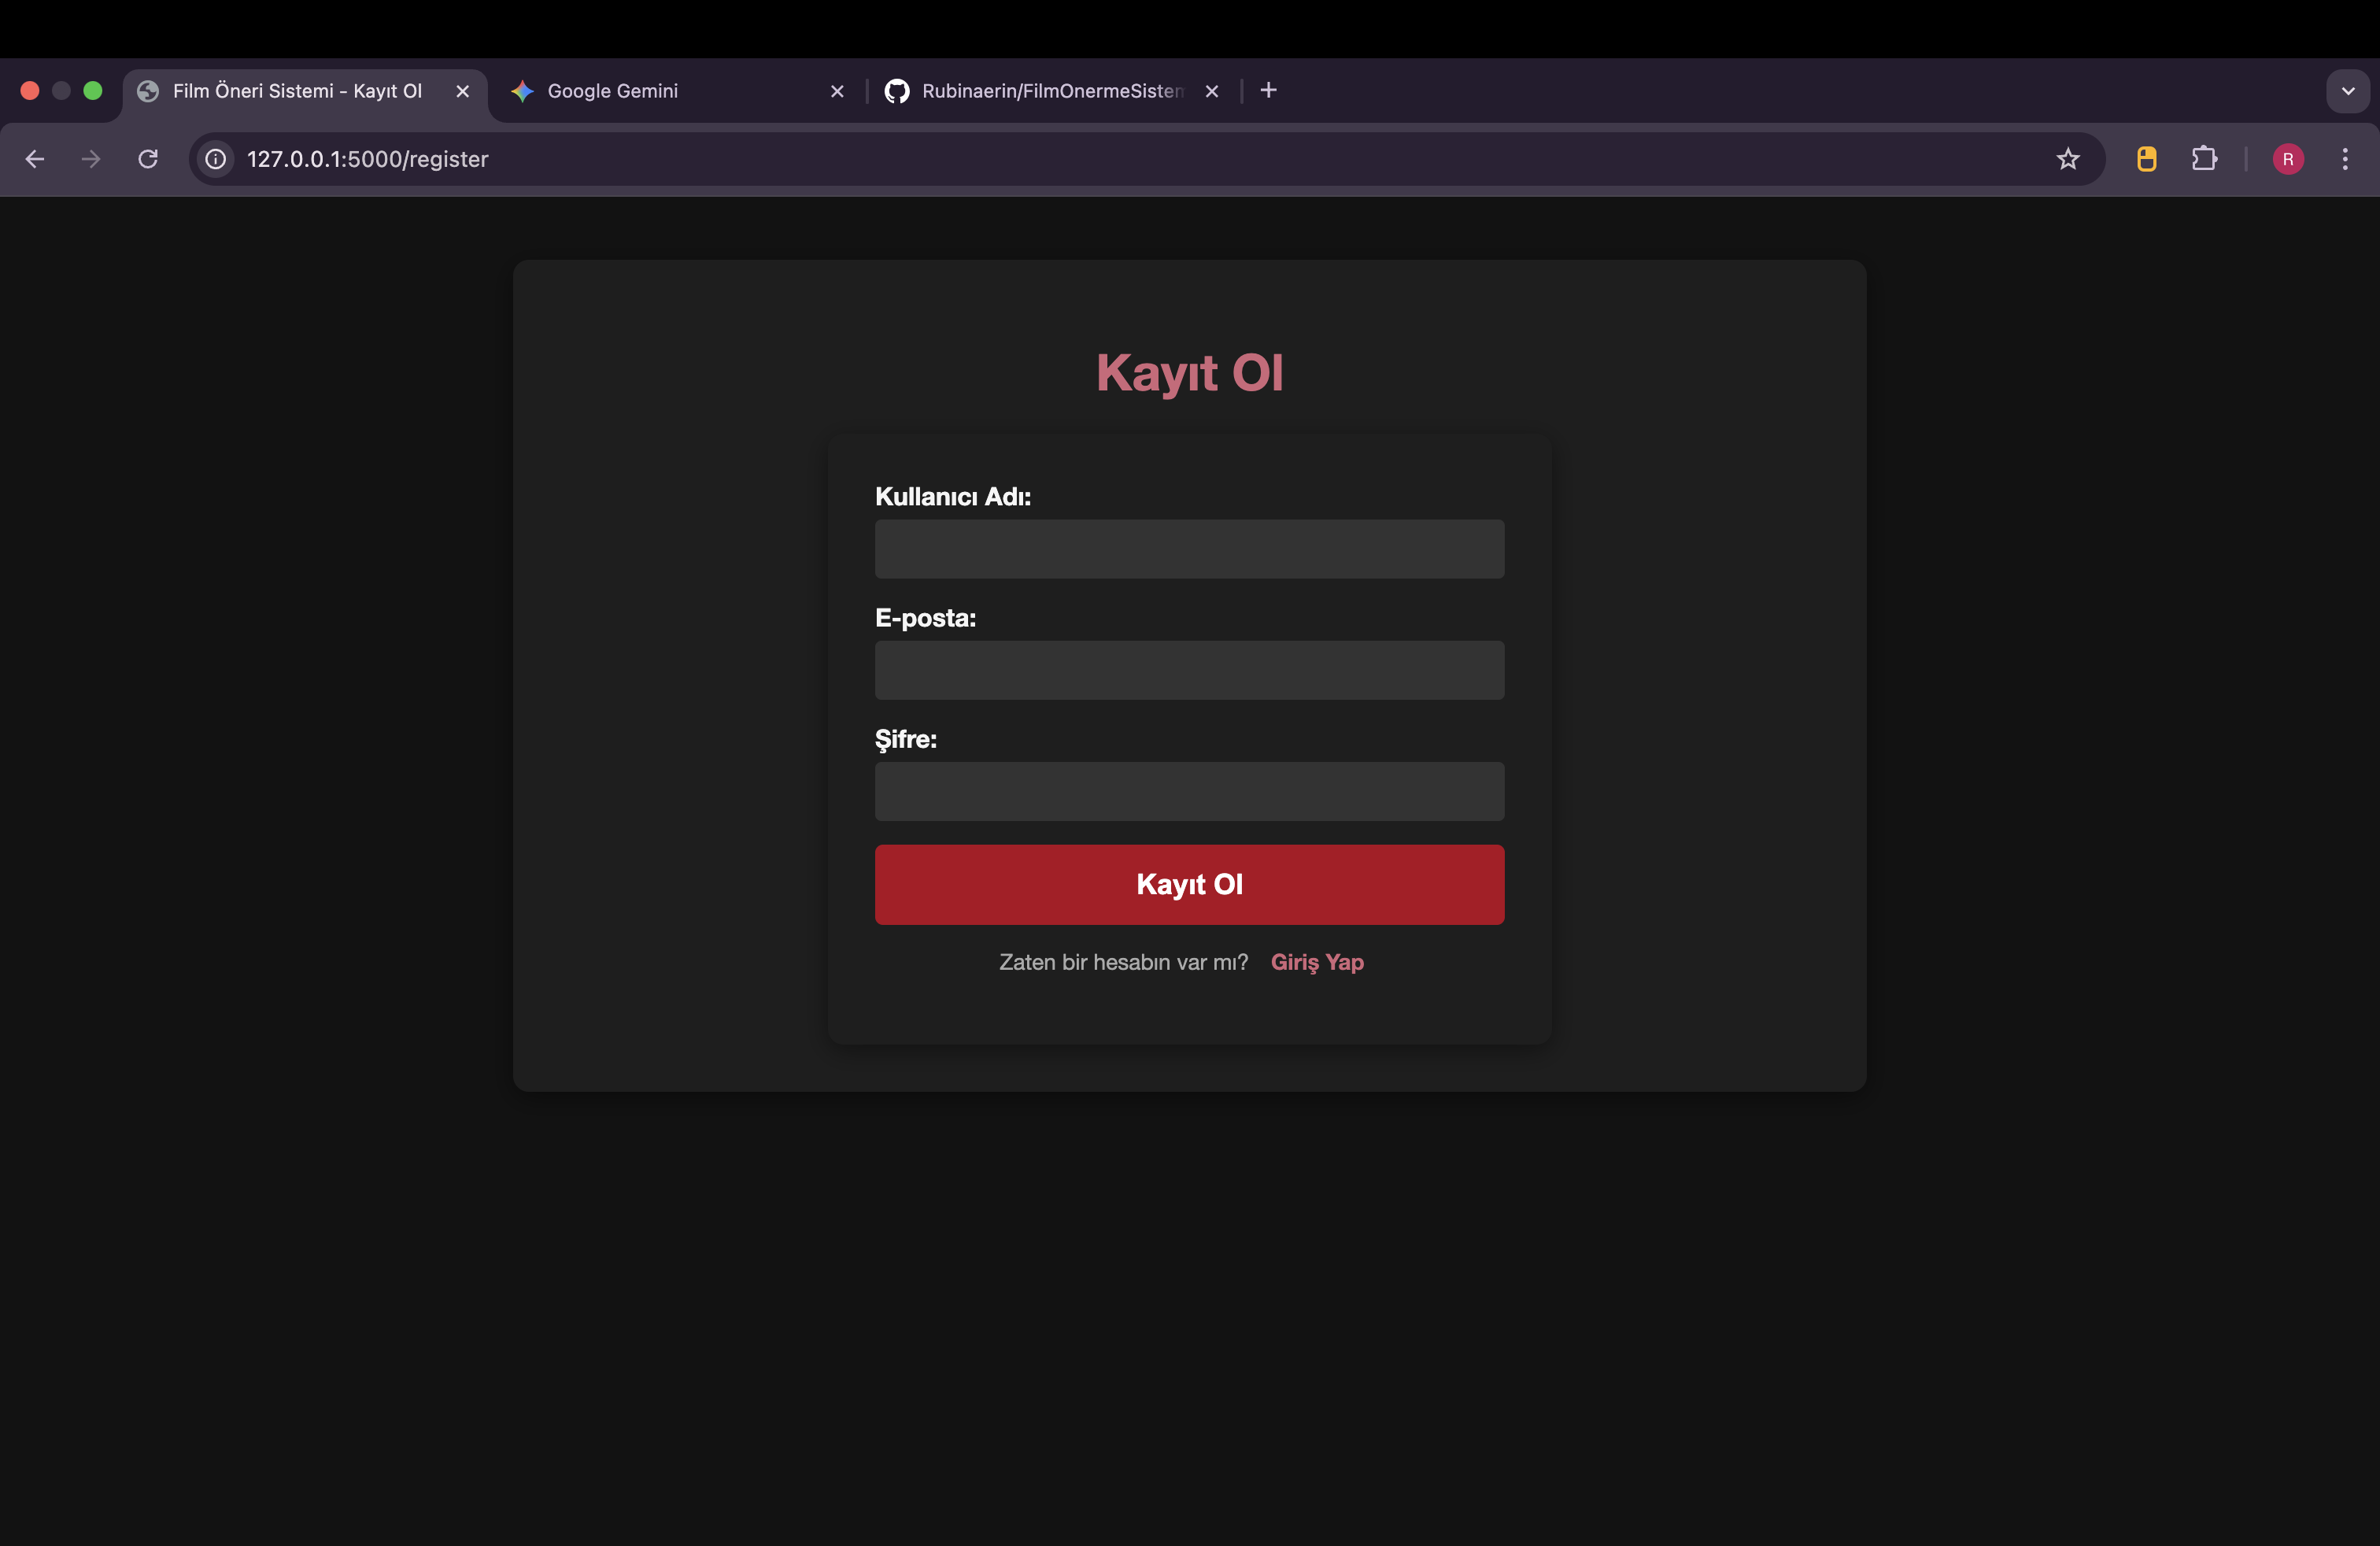 Film Öneri Sistemi - Kayıt Ol
Google Gemini
Rubinaerin/FilmOnermeSistem
127.0.0.1:5000/register
R
Kayıt Ol
Kullanıcı Adı:
E-posta:
Şifre:
Kayıt Ol
Zaten bir hesabın var mı? Giriş Yap